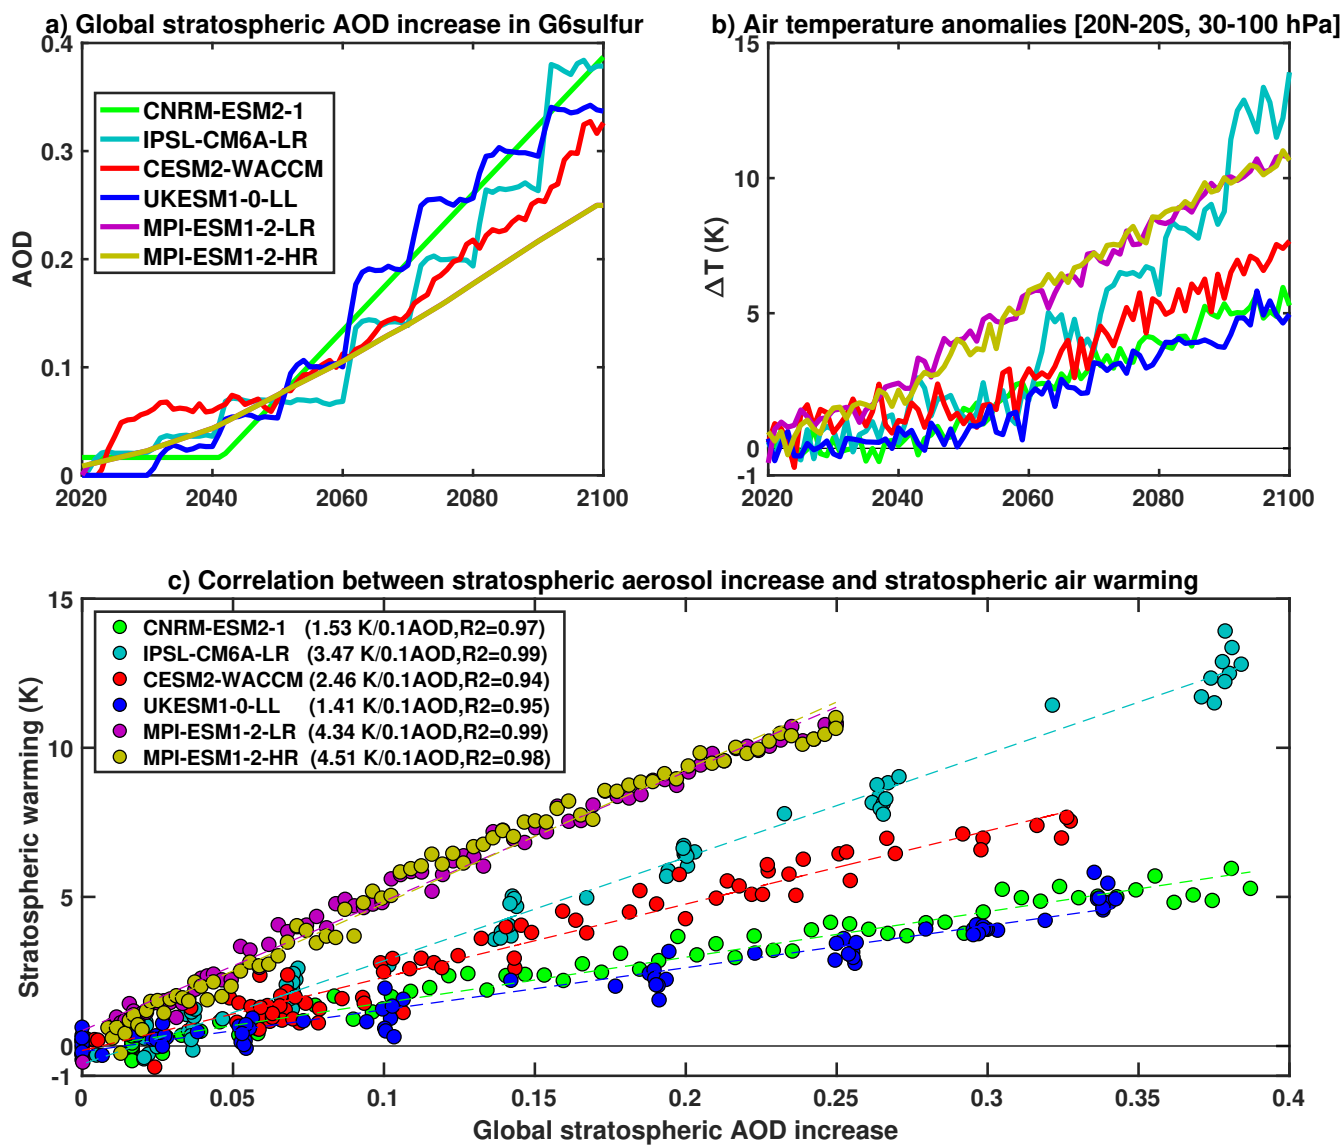 a) Global stratospheric AOD increase in G6sulfur
0.4
0.3
0.2
0.1
0
AOD
CNRM-ESM2-1
IPSL-CM6A-LR
CESM2-WACCM
UKESM1-0-LL
MPI-ESM1-2-LR
MPI-ESM1-2-HR
2020 2040 2060 2080 2100
b) Air temperature anomalies [20N-20S, 30-100 hPa]
15
10
5
0
-1
ΔT (K)
2020 2040 2060 2080 2100
c) Correlation between stratospheric aerosol increase and stratospheric air warming
15
10
5
0
-1
Stratospheric warming (K)
CNRM-ESM2-1 (1.53 K/0.1AOD,R2=0.97)
IPSL-CM6A-LR (3.47 K/0.1AOD,R2=0.99)
CESM2-WACCM (2.46 K/0.1AOD,R2=0.94)
UKESM1-0-LL (1.41 K/0.1AOD,R2=0.95)
MPI-ESM1-2-LR (4.34 K/0.1AOD,R2=0.99)
MPI-ESM1-2-HR (4.51 K/0.1AOD,R2=0.98)
0 0.05 0.1 0.15 0.2 0.25 0.3 0.35 0.4
Global stratospheric AOD increase